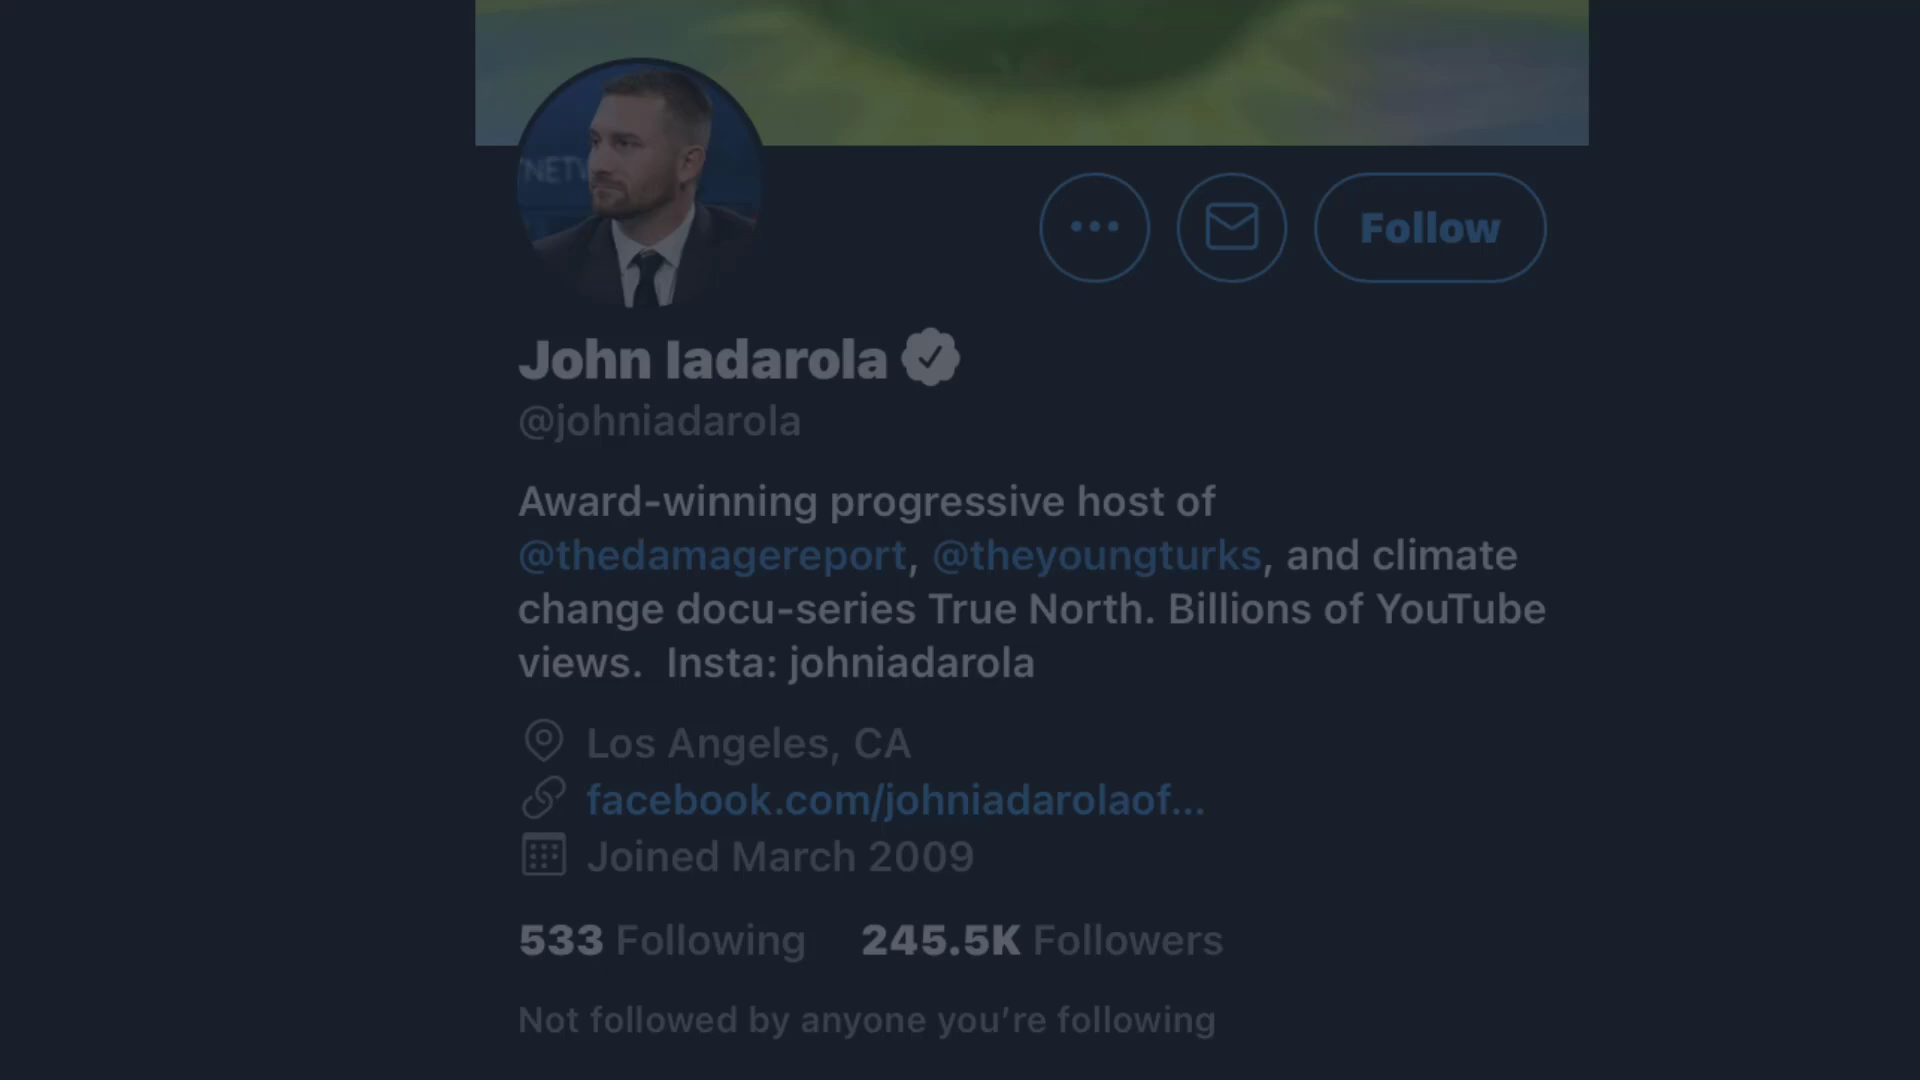 NETW
Follow
John Iadarola
@johniadarola
Award-winning progressive host of
@thedamagereport, @theyoungturks, and climate
change docu-series True North. Billions of YouTube
views.  Insta: johniadarola
Los Angeles, CA
facebook.com/johniadarolaof...
Joined March 2009
533 Following 245.5K Followers
Not followed by anyone you’re following